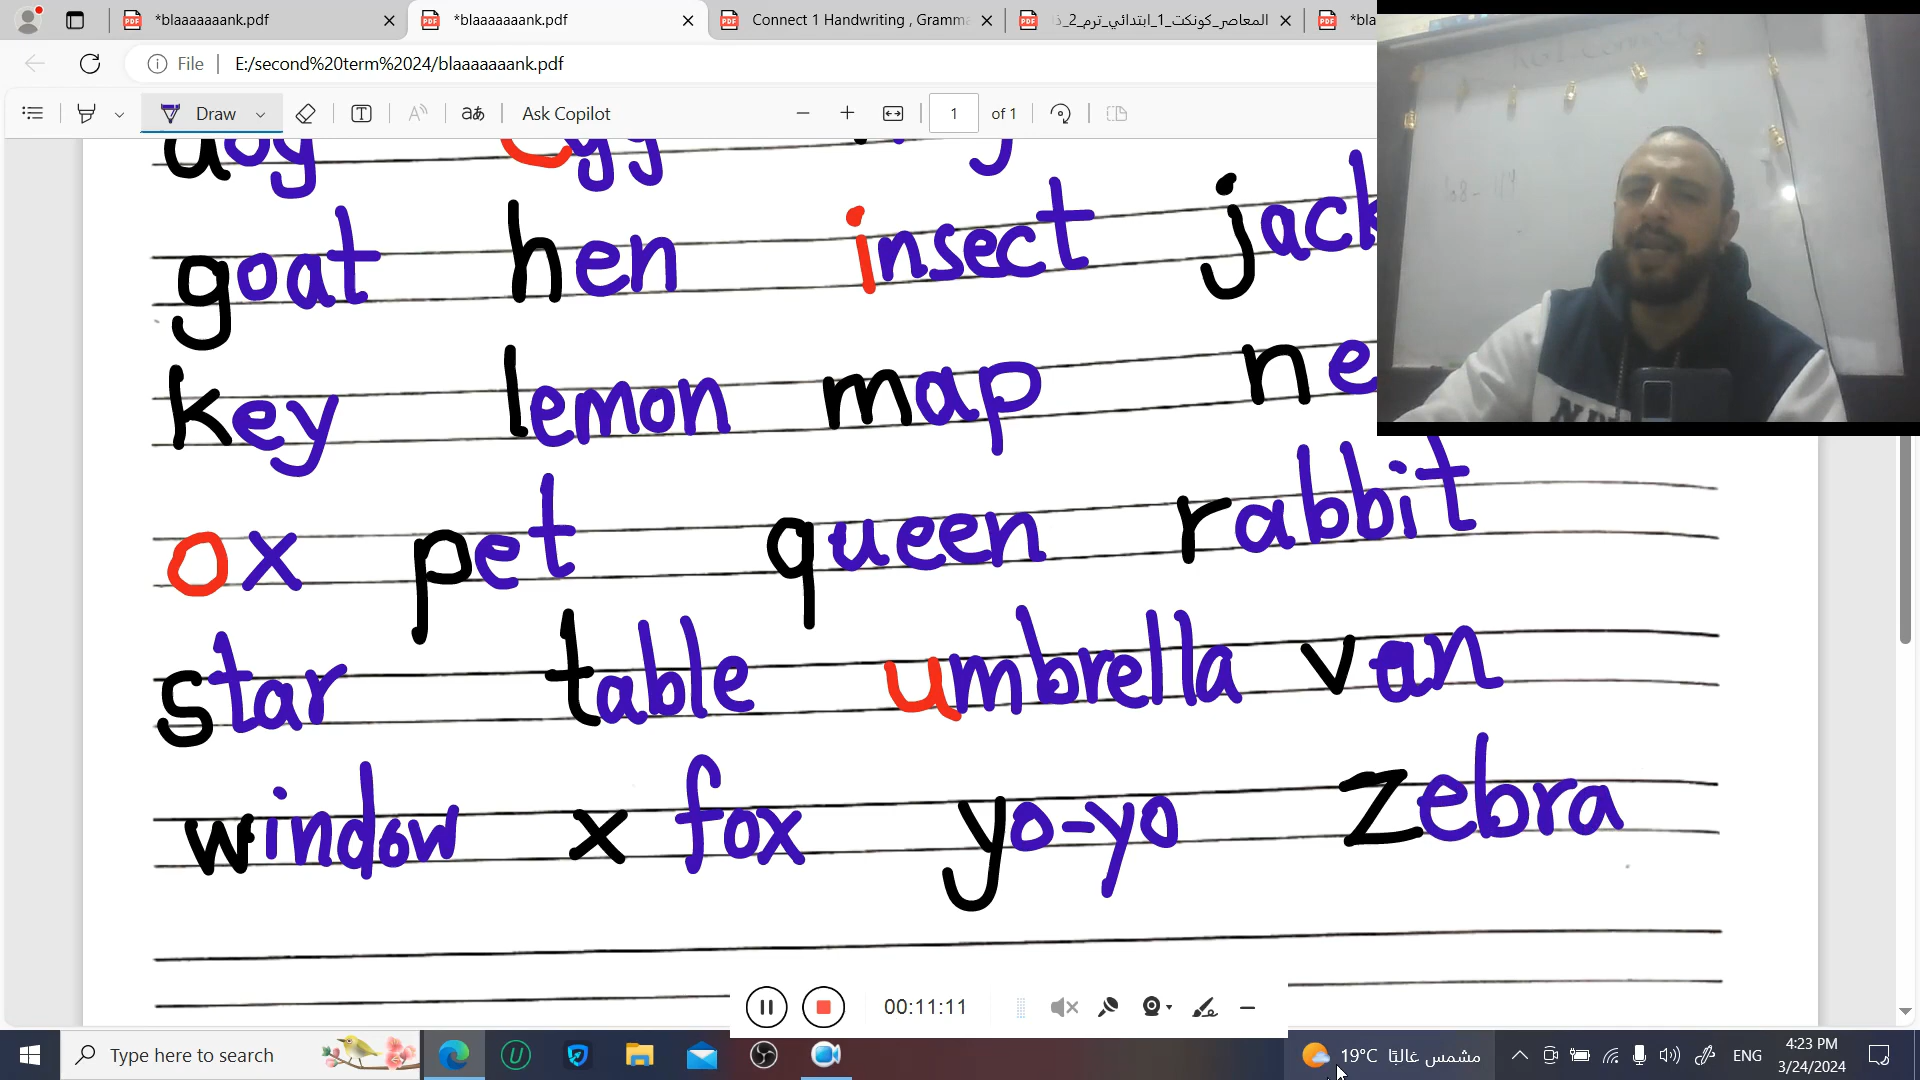 *blaaaaaaank.pdf
*blaaaaaaank.pdf
Connect 1 Handwriting , Gramma
المعاصر_كونكت_1_ابتدائي_ترم_2_ذا
*bla
File
E:/second%20term%2024/blaaaaaaank.pdf
Draw
Ask Copilot
1 of 1
goat hen insect jack
key lemon map ne
ox pet queen rabbit
star table umbrella van
window x fox yo-yo zebra
00:11:11
Type here to search
19°C مشمس غالبًا
ENG
4:23 PM
3/24/2024